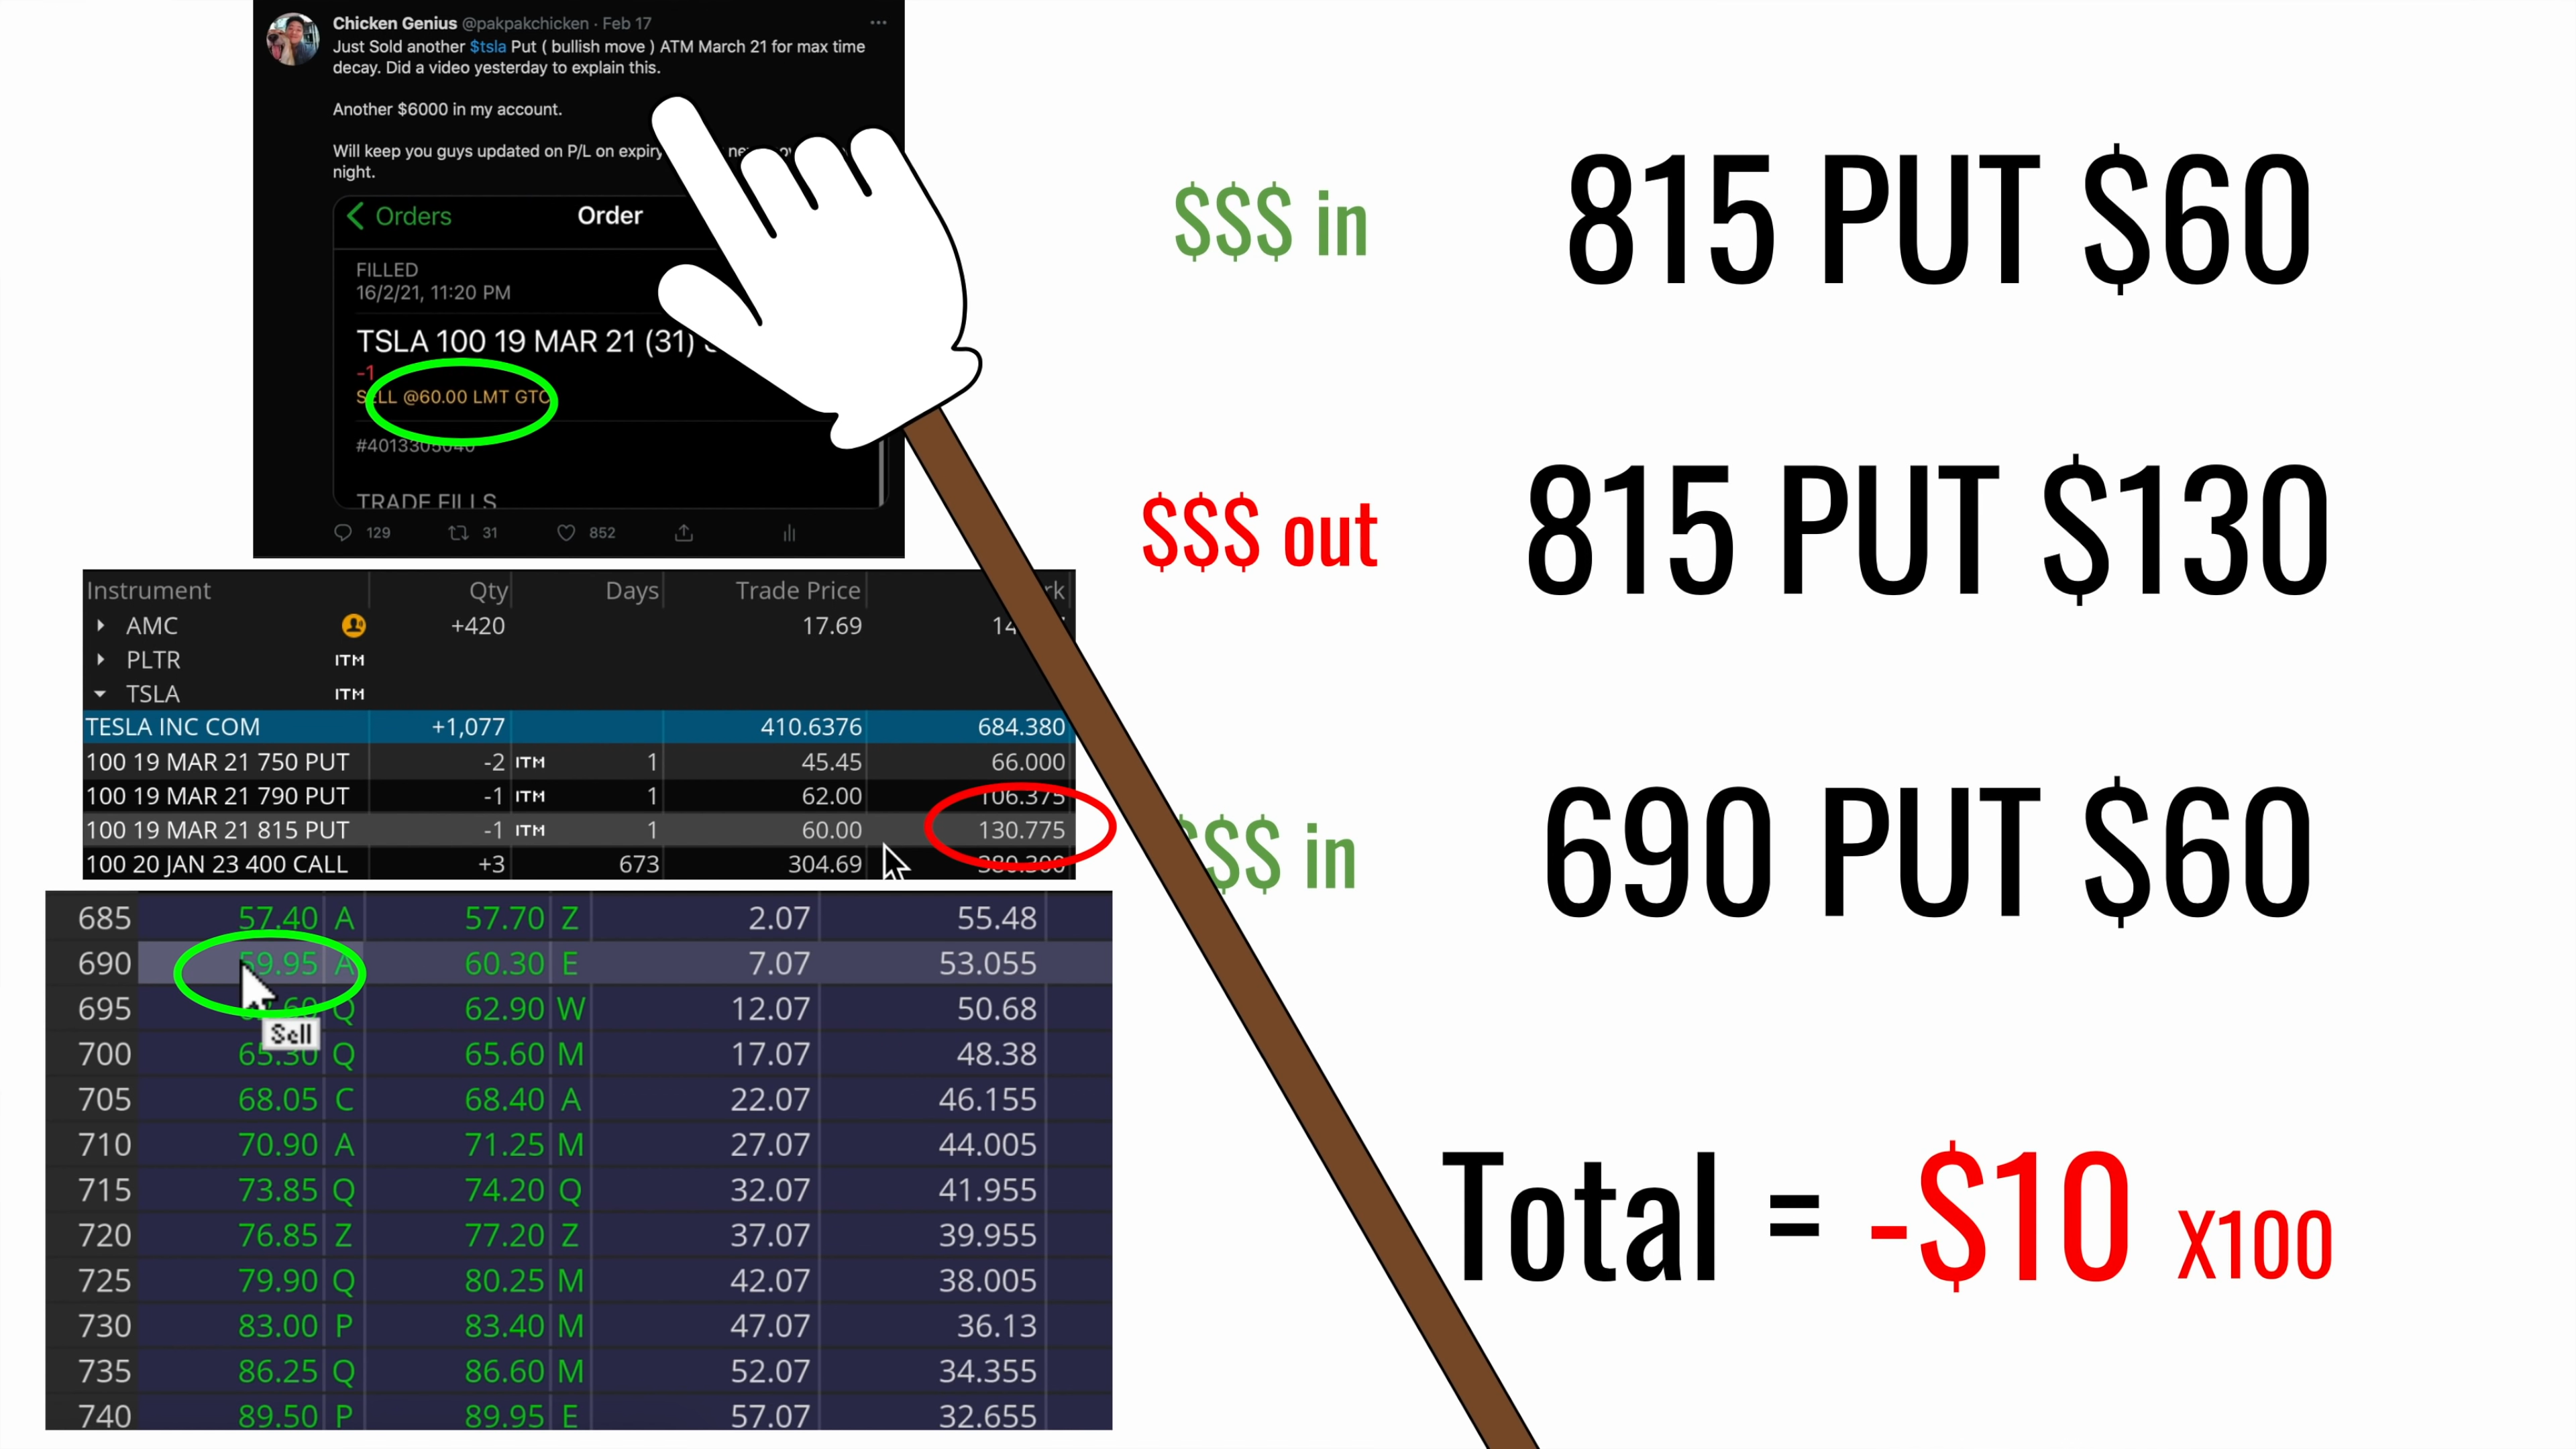 Chicken Genius @pakpakchicken · Feb 17
Just Sold another $tsla Put ( bullish move ) ATM March 21 for max time
decay. Did a video yesterday to explain this.
Another $6000 in my account.
Will keep you guys updated on P/L on expiry
night.
Orders Order
FILLED
16/2/21, 11:20 PM
TSLA 100 19 MAR 21 (31)
-1
SELL @60.00 LMT GTC
#4013305040
TRADE FILLS
129 31 852
Instrument Qty Days Trade Price
AMC +420 17.69
PLTR ITM
TSLA ITM
TESLA INC COM +1,077 410.6376 684.380
100 19 MAR 21 750 PUT -2 ITM 1 45.45 66.000
100 19 MAR 21 790 PUT -1 ITM 1 62.00 106.375
100 19 MAR 21 815 PUT -1 ITM 1 60.00 130.775
100 20 JAN 23 400 CALL +3 673 304.69 380.300
685 57.40 A 57.70 Z 2.07 55.48
690 59.95 A 60.30 E 7.07 53.055
695 Q 62.90 W 12.07 50.68
Sell
700 65.30 Q 65.60 M 17.07 48.38
705 68.05 C 68.40 A 22.07 46.155
710 70.90 A 71.25 M 27.07 44.005
715 73.85 Q 74.20 Q 32.07 41.955
720 76.85 Z 77.20 Z 37.07 39.955
725 79.90 Q 80.25 M 42.07 38.005
730 83.00 P 83.40 M 47.07 36.13
735 86.25 Q 86.60 M 52.07 34.355
740 89.50 P 89.95 E 57.07 32.655
$$$ in 815 PUT $60
$$$ out 815 PUT $130
$$$ in 690 PUT $60
Total = -$10 X100